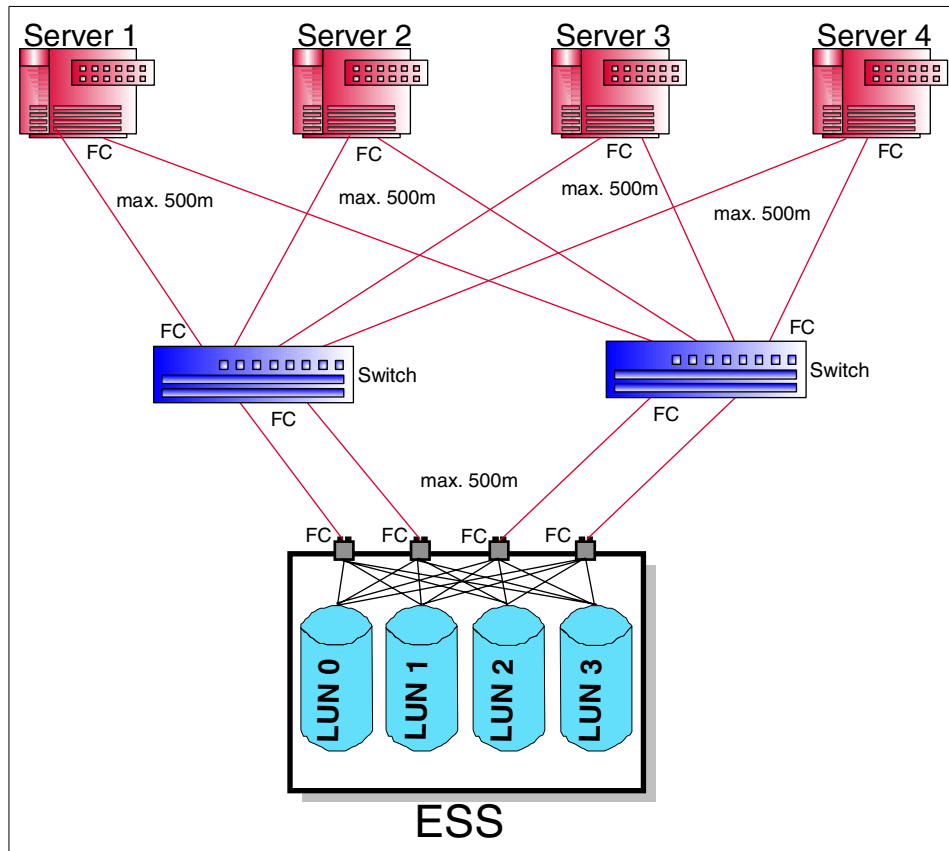 Server 1
Server 2
Server 3
Server 4
FC
FC
FC
FC
max. 500m
max. 500m
max. 500m
max. 500m
FC
FC
Switch
Switch
FC
FC
max. 500m
FC
FC
FC
FC
LUN 0
LUN 1
LUN 2
LUN 3
ESS